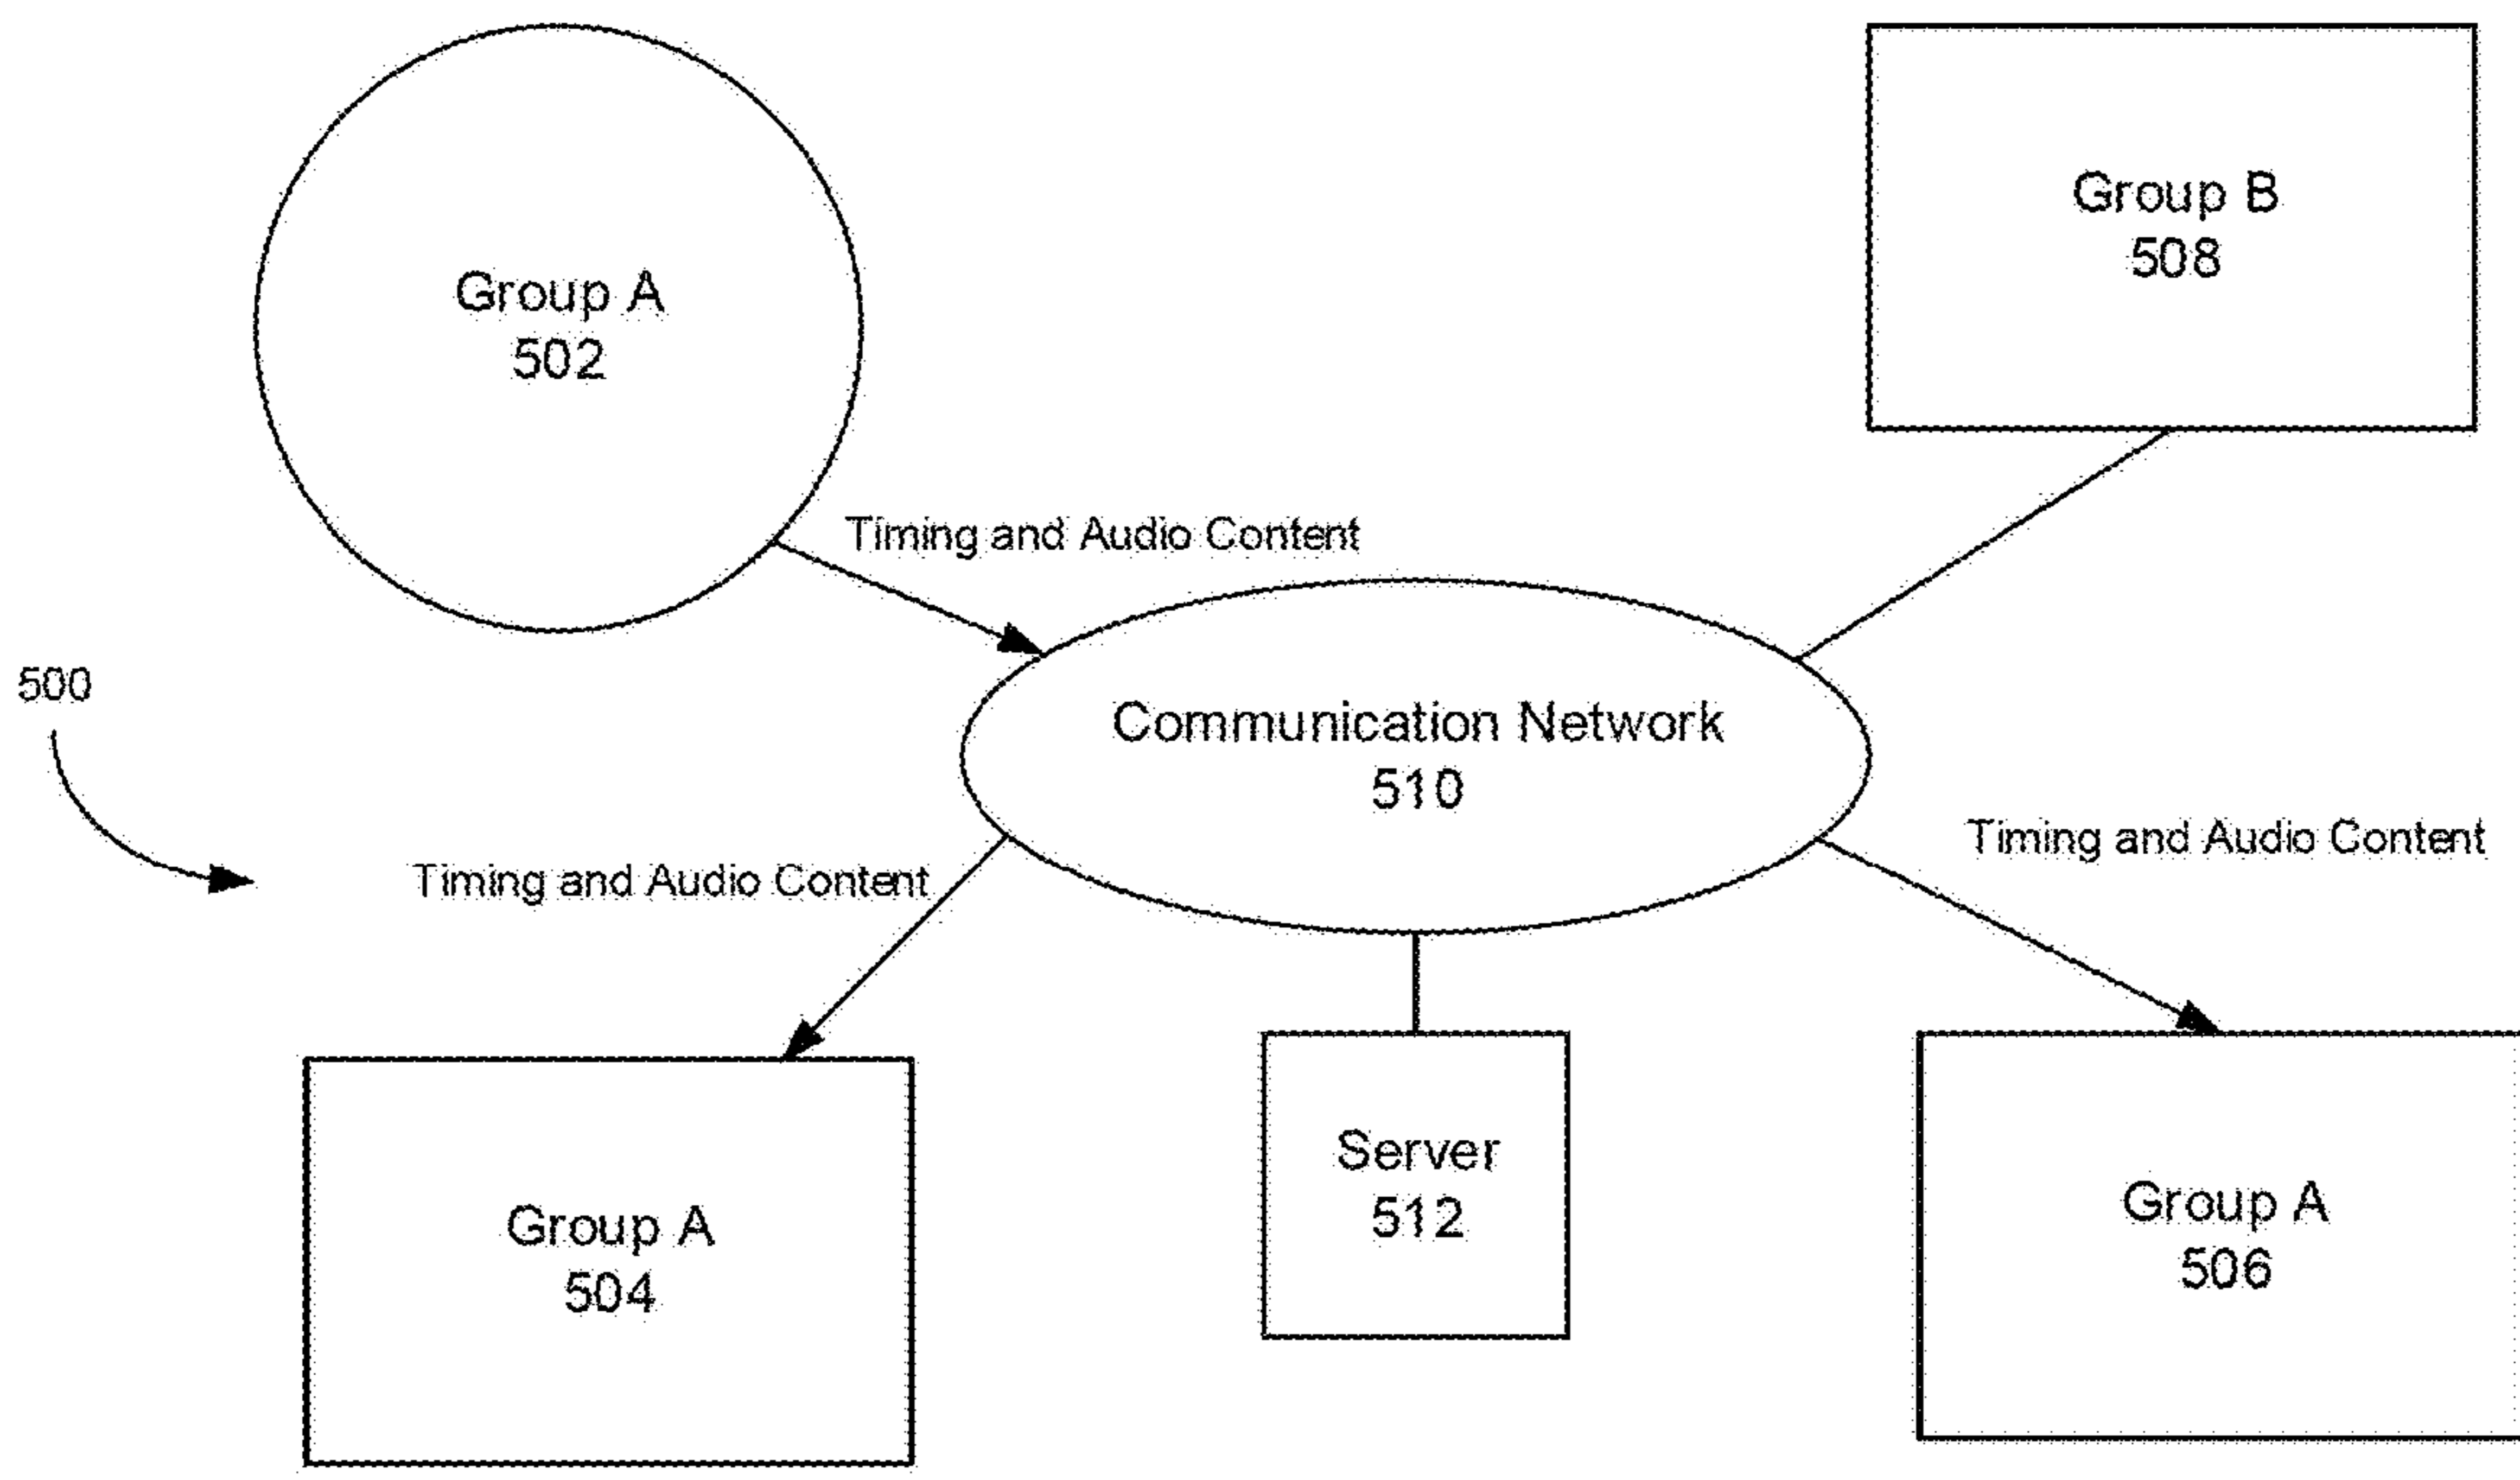 Group A
502
Group B
508
Timing and Audio Content
500
Communication Network
510
Timing and Audio Content
Timing and Audio Content
Group A
504
Server
512
Group A
506